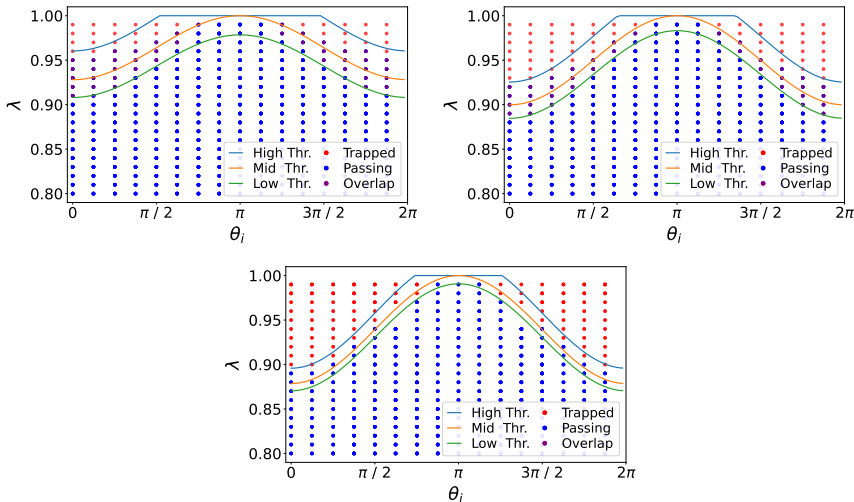 1.00
0.95
0.90
0.85
0.80
λ
High Thr. Trapped
Mid Thr. Passing
Low Thr. Overlap
0 π / 2 π 3π / 2 2π
θi
1.00
0.95
0.90
0.85
0.80
λ
High Thr. Trapped
Mid Thr. Passing
Low Thr. Overlap
0 π / 2 π 3π / 2 2π
θi
1.00
0.95
0.90
0.85
0.80
λ
High Thr. Trapped
Mid Thr. Passing
Low Thr. Overlap
0 π / 2 π 3π / 2 2π
θi